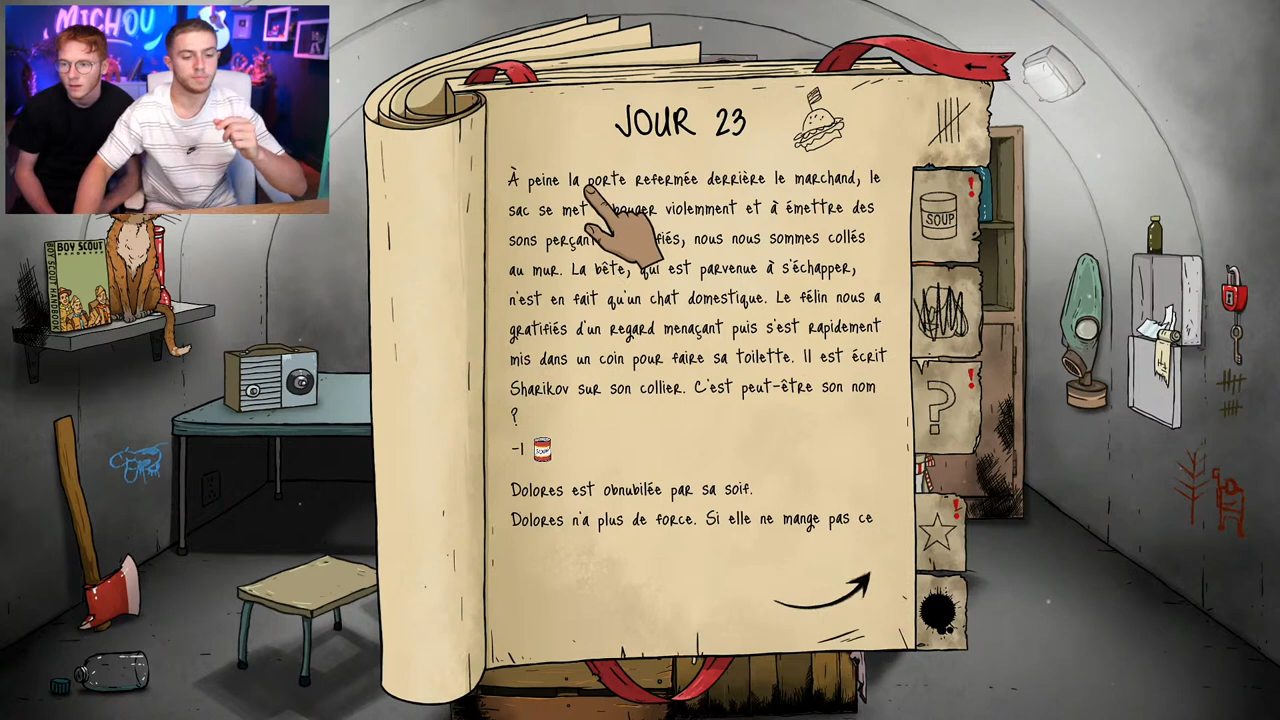 MICHOU
JOUR 23
À peine la porte refermée derrière le marchand, le
sac se met bouger violemment et à émettre des
sons nous nous sommes collés
au mur. La bête, qui est parvenue à s'échapper,
n'est en fait qu'un chat domestique. Le félin nous a
gratifiés d'un regard menaçant puis s'est rapidement
mis dans un coin pour faire sa toilette. Il est écrit
Sharikov sur son collier. C'est peut-être son nom
?
-1
SOUP
Dolores est obnubilée par sa soif.
Dolores n'a plus de force. Si elle ne mange pas ce
SOUP
!
?
!
!
BOY SCOUT
BOY SCOUT HANDBOOK